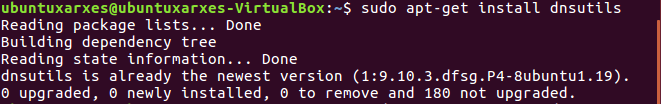 ubuntuxarxes@ubuntuxarxes-VirtualBox:~$ sudo apt-get install dnsutils
Reading package lists... Done
Building dependency tree
Reading state information... Done
dnsutils is already the newest version (1:9.10.3.dfsg.P4-8ubuntu1.19).
0 upgraded, 0 newly installed, 0 to remove and 180 not upgraded.